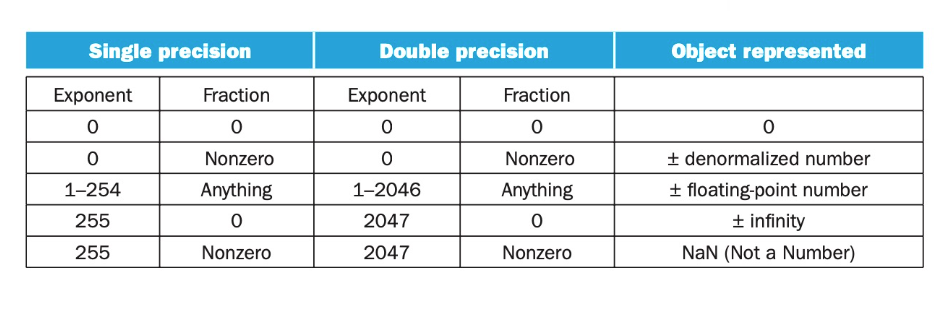 Single precision Double precision Object represented
Exponent Fraction Exponent Fraction
0 0 0 0 0
0 Nonzero 0 Nonzero ± denormalized number
1–254 Anything 1–2046 Anything ± floating-point number
255 0 2047 0 ± infinity
255 Nonzero 2047 Nonzero NaN (Not a Number)